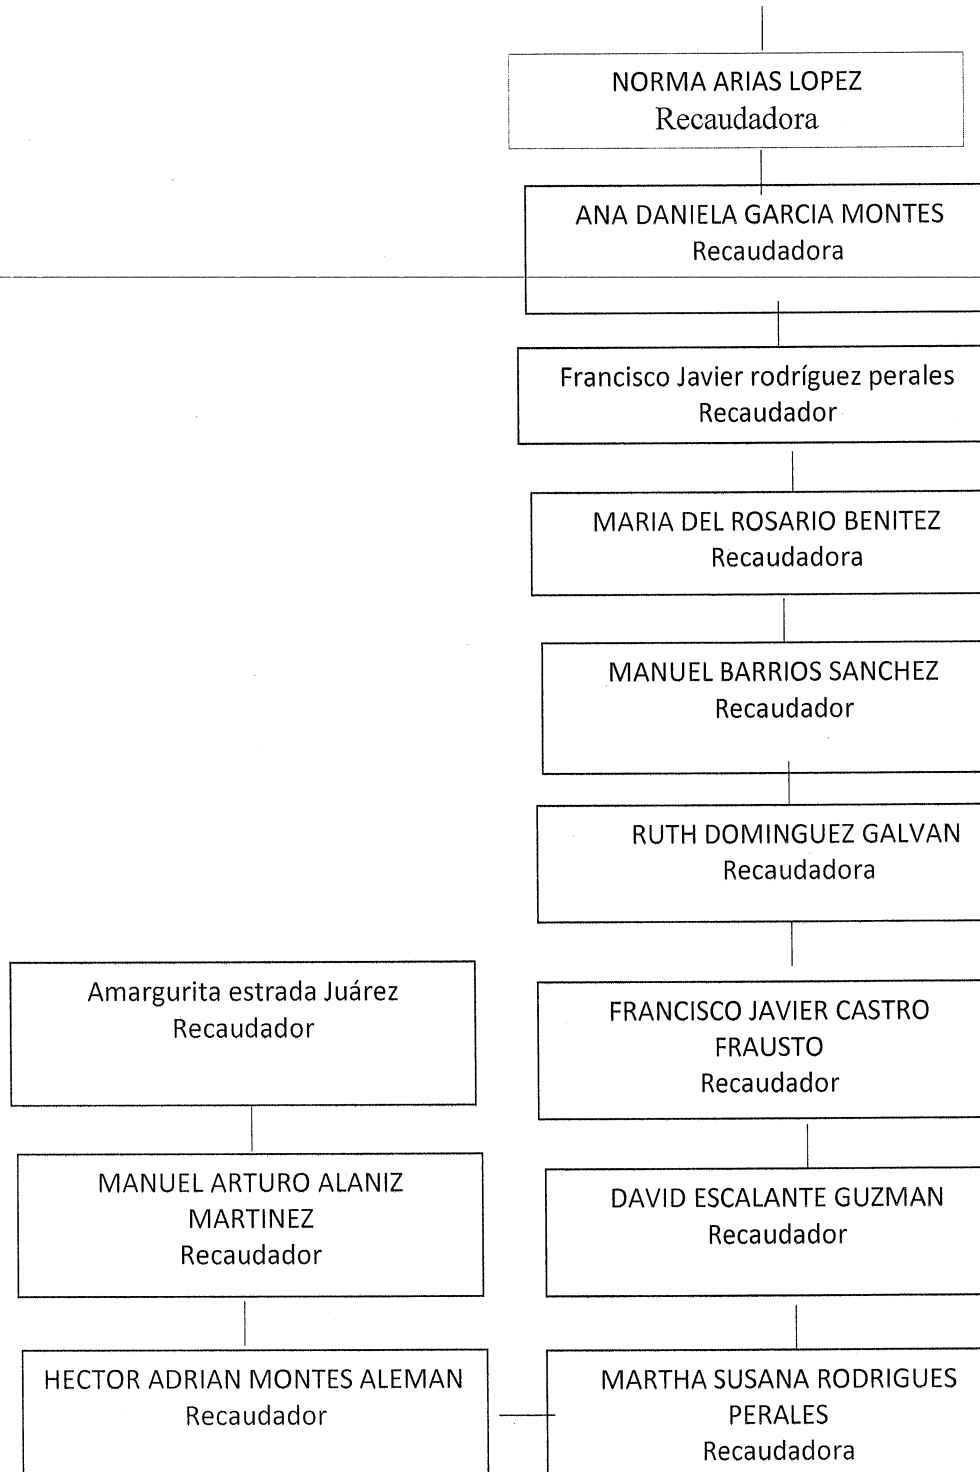 NORMA ARIAS LOPEZ
Recaudadora
ANA DANIELA GARCIA MONTES
Recaudadora
Francisco Javier rodríguez perales
Recaudador
MARIA DEL ROSARIO BENITEZ
Recaudadora
MANUEL BARRIOS SANCHEZ
Recaudador
RUTH DOMINGUEZ GALVAN
Recaudadora
FRANCISCO JAVIER CASTRO
FRAUSTO
Recaudador
DAVID ESCALANTE GUZMAN
Recaudador
MARTHA SUSANA RODRIGUES
PERALES
Recaudadora
Amargurita estrada Juárez
Recaudador
MANUEL ARTURO ALANIZ
MARTINEZ
Recaudador
HECTOR ADRIAN MONTES ALEMAN
Recaudador